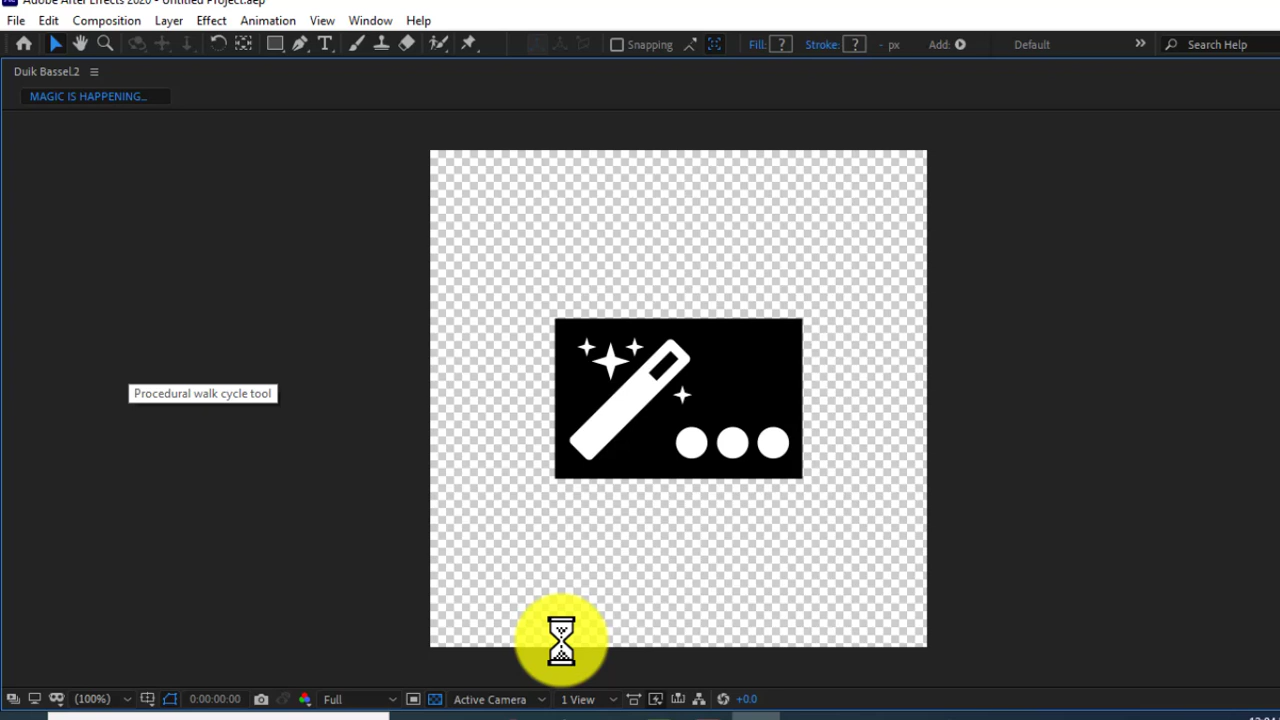 Adobe After Effects 2020 - Untitled Project.aep
File Edit Composition Layer Effect Animation View Window Help
Snapping Fill: ? Stroke: ? - px Add: Default Search Help
Duik Bassel.2
MAGIC IS HAPPENING...
Procedural walk cycle tool
(100%) 0:00:00:00 Full Active Camera 1 View +0.0